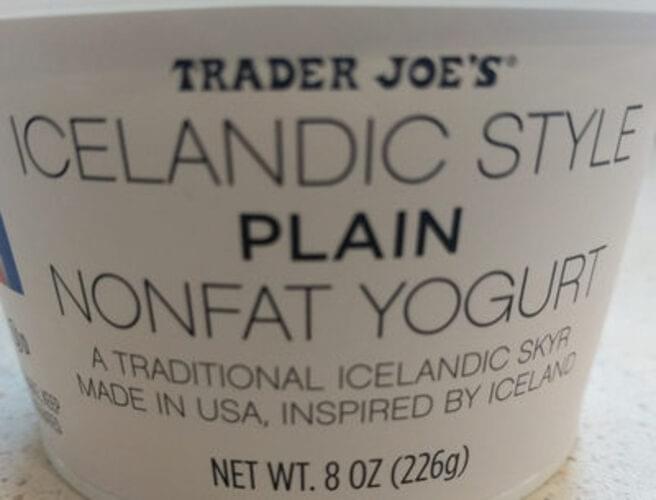 TRADER JOE'S®
ICELANDIC STYLE
PLAIN
NONFAT YOGURT
A TRADITIONAL ICELANDIC SKYR
MADE IN USA, INSPIRED BY ICELAND
NET WT. 8 OZ (226g)